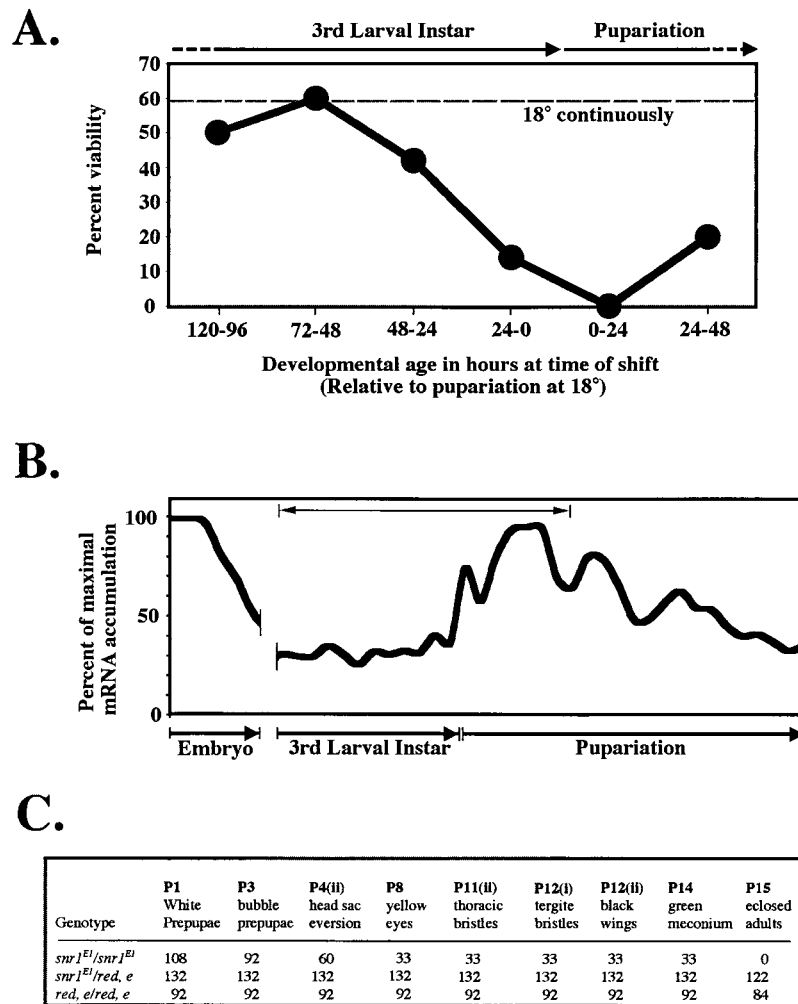 A.
3rd Larval Instar Pupariation
70
60
50
40
30
20
10
0
Percent viability
18° continuously
120-96 72-48 48-24 24-0 0-24 24-48
Developmental age in hours at time of shift
(Relative to pupariation at 18°)
B.
100
50
0
Percent of maximal
mRNA accumulation
Embryo 3rd Larval Instar Pupariation
C.
P1 P3 P4(ii) P8 P11(ii) P12(i) P12(ii) P14 P15
White bubble head sac yellow thoracic tergite black green eclosed
Genotype Prepupae prepupae eversion eyes bristles bristles wings meconium adults
snr1^E1/snr1^E1 108 92 60 33 33 33 33 33 0
snr1^E1/red, e 132 132 132 132 132 132 132 132 122
red, e/red, e 92 92 92 92 92 92 92 92 84